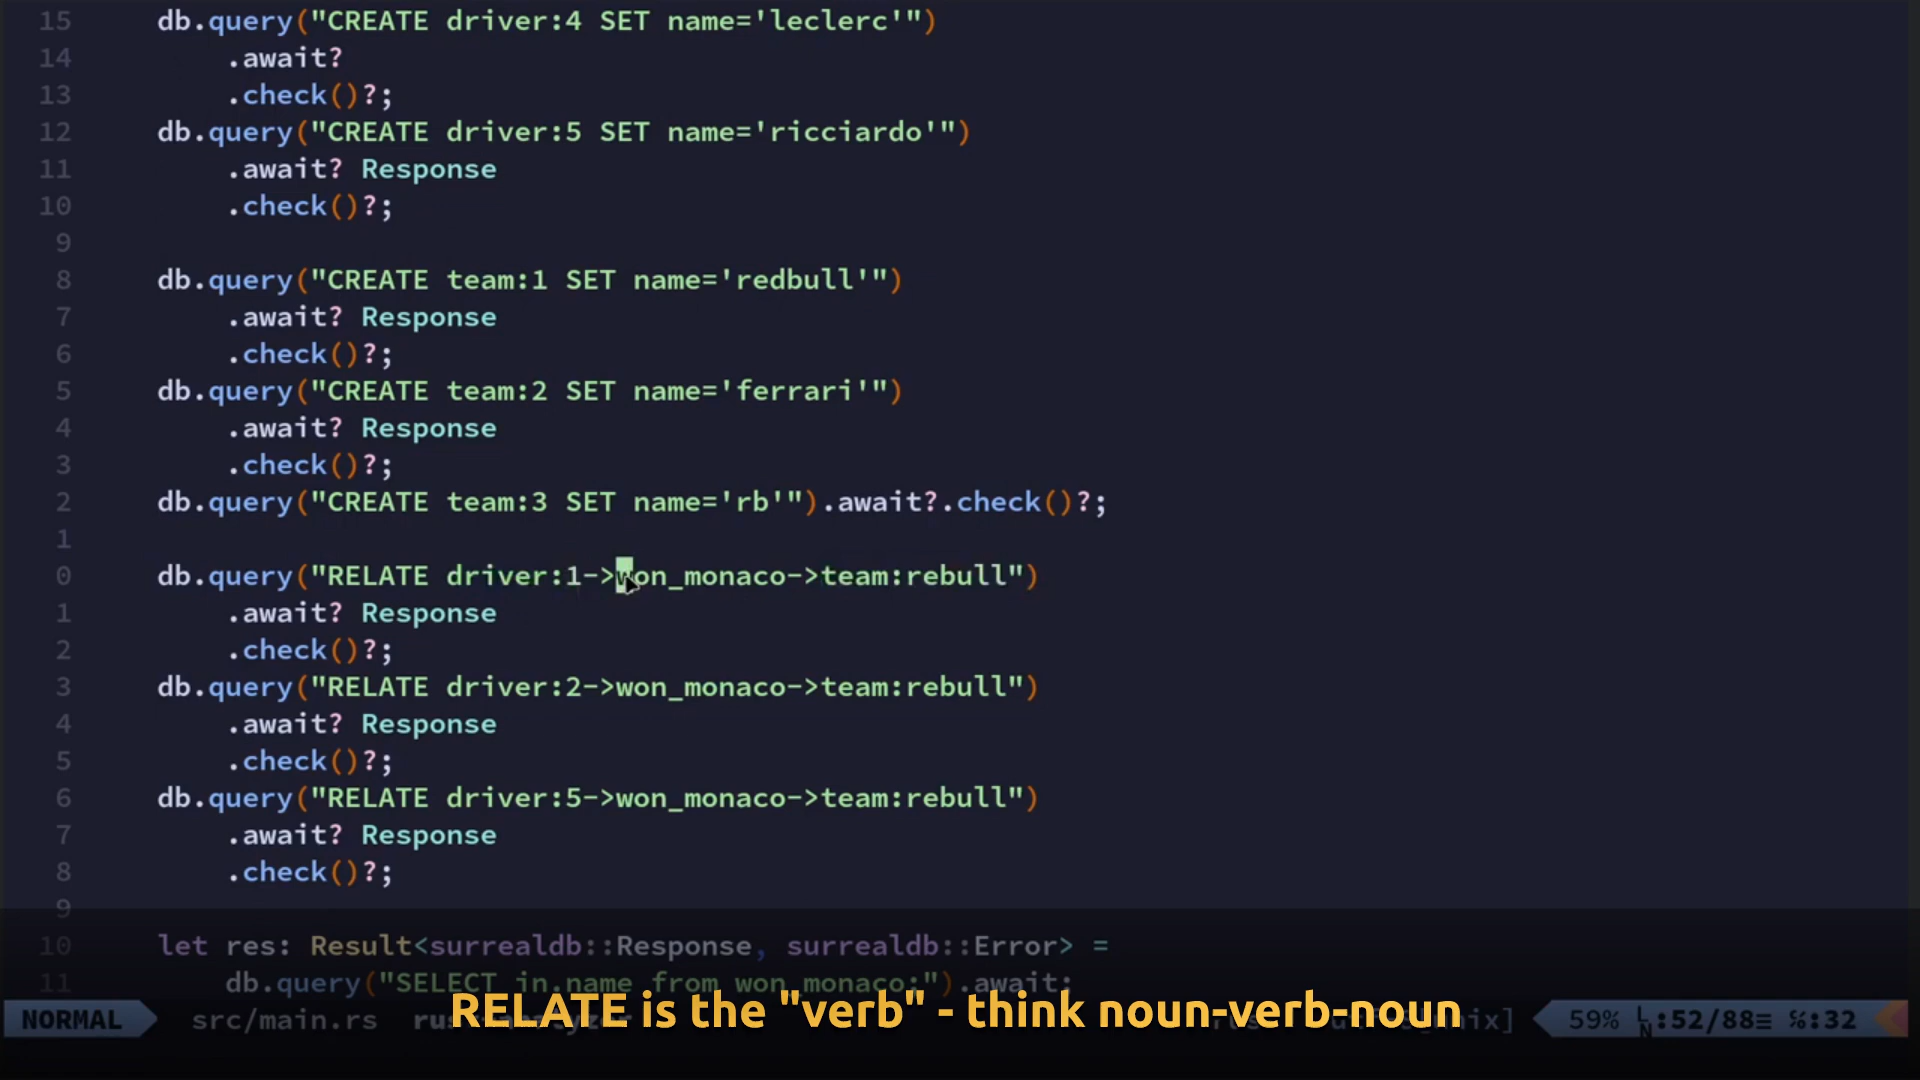 15 db.query("CREATE driver:4 SET name='leclerc'")
14 .await?
13 .check()?;
12 db.query("CREATE driver:5 SET name='ricciardo'")
11 .await? Response
10 .check()?;
9
8 db.query("CREATE team:1 SET name='redbull'")
7 .await? Response
6 .check()?;
5 db.query("CREATE team:2 SET name='ferrari'")
4 .await? Response
3 .check()?;
2 db.query("CREATE team:3 SET name='rb'").await?.check()?;
1
0 db.query("RELATE driver:1->won_monaco->team:rebull")
1 .await? Response
2 .check()?;
3 db.query("RELATE driver:2->won_monaco->team:rebull")
4 .await? Response
5 .check()?;
6 db.query("RELATE driver:5->won_monaco->team:rebull")
7 .await? Response
8 .check()?;
9
10 let res: Result<surrealdb::Response, surrealdb::Error> =
11 db.query("SELECT in.name from won_monaco;").await;
RELATE is the "verb" - think noun-verb-noun
NORMAL src/main.rs 59% LN:52/88≡ ℅:32